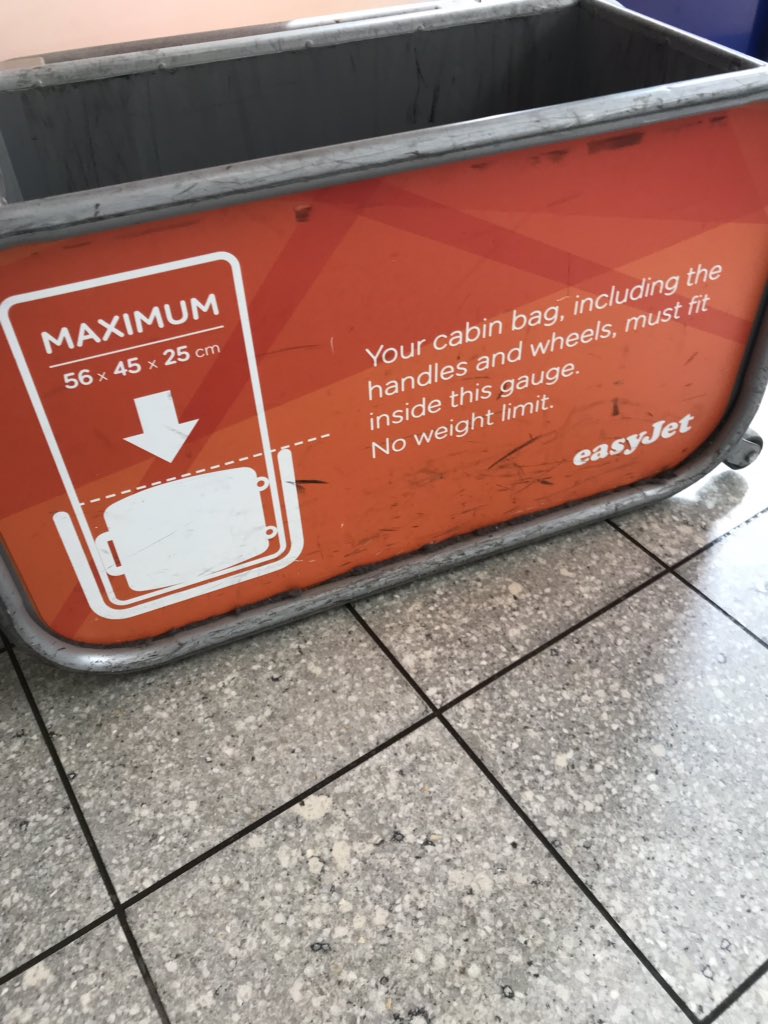 MAXIMUM
56 x 45 x 25 cm
Your cabin bag, including the
handles and wheels, must fit
inside this gauge.
No weight limit.
easyJet